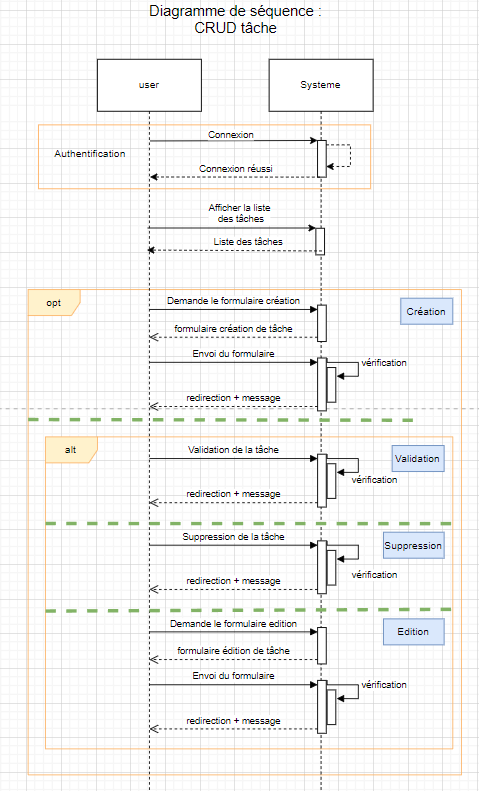 Diagramme de séquence :
CRUD tâche
user
Systeme
Connexion
Authentification
Connexion réussi
Afficher la liste
des tâches
Liste des tâches
opt
Demande le formulaire création
Création
formulaire création de tâche
Envoi du formulaire
vérification
redirection + message
alt
Validation de la tâche
Validation
vérification
redirection + message
Suppression de la tâche
Suppression
vérification
redirection + message
Demande le formulaire edition
Edition
formulaire édition de tâche
Envoi du formulaire
vérification
redirection + message